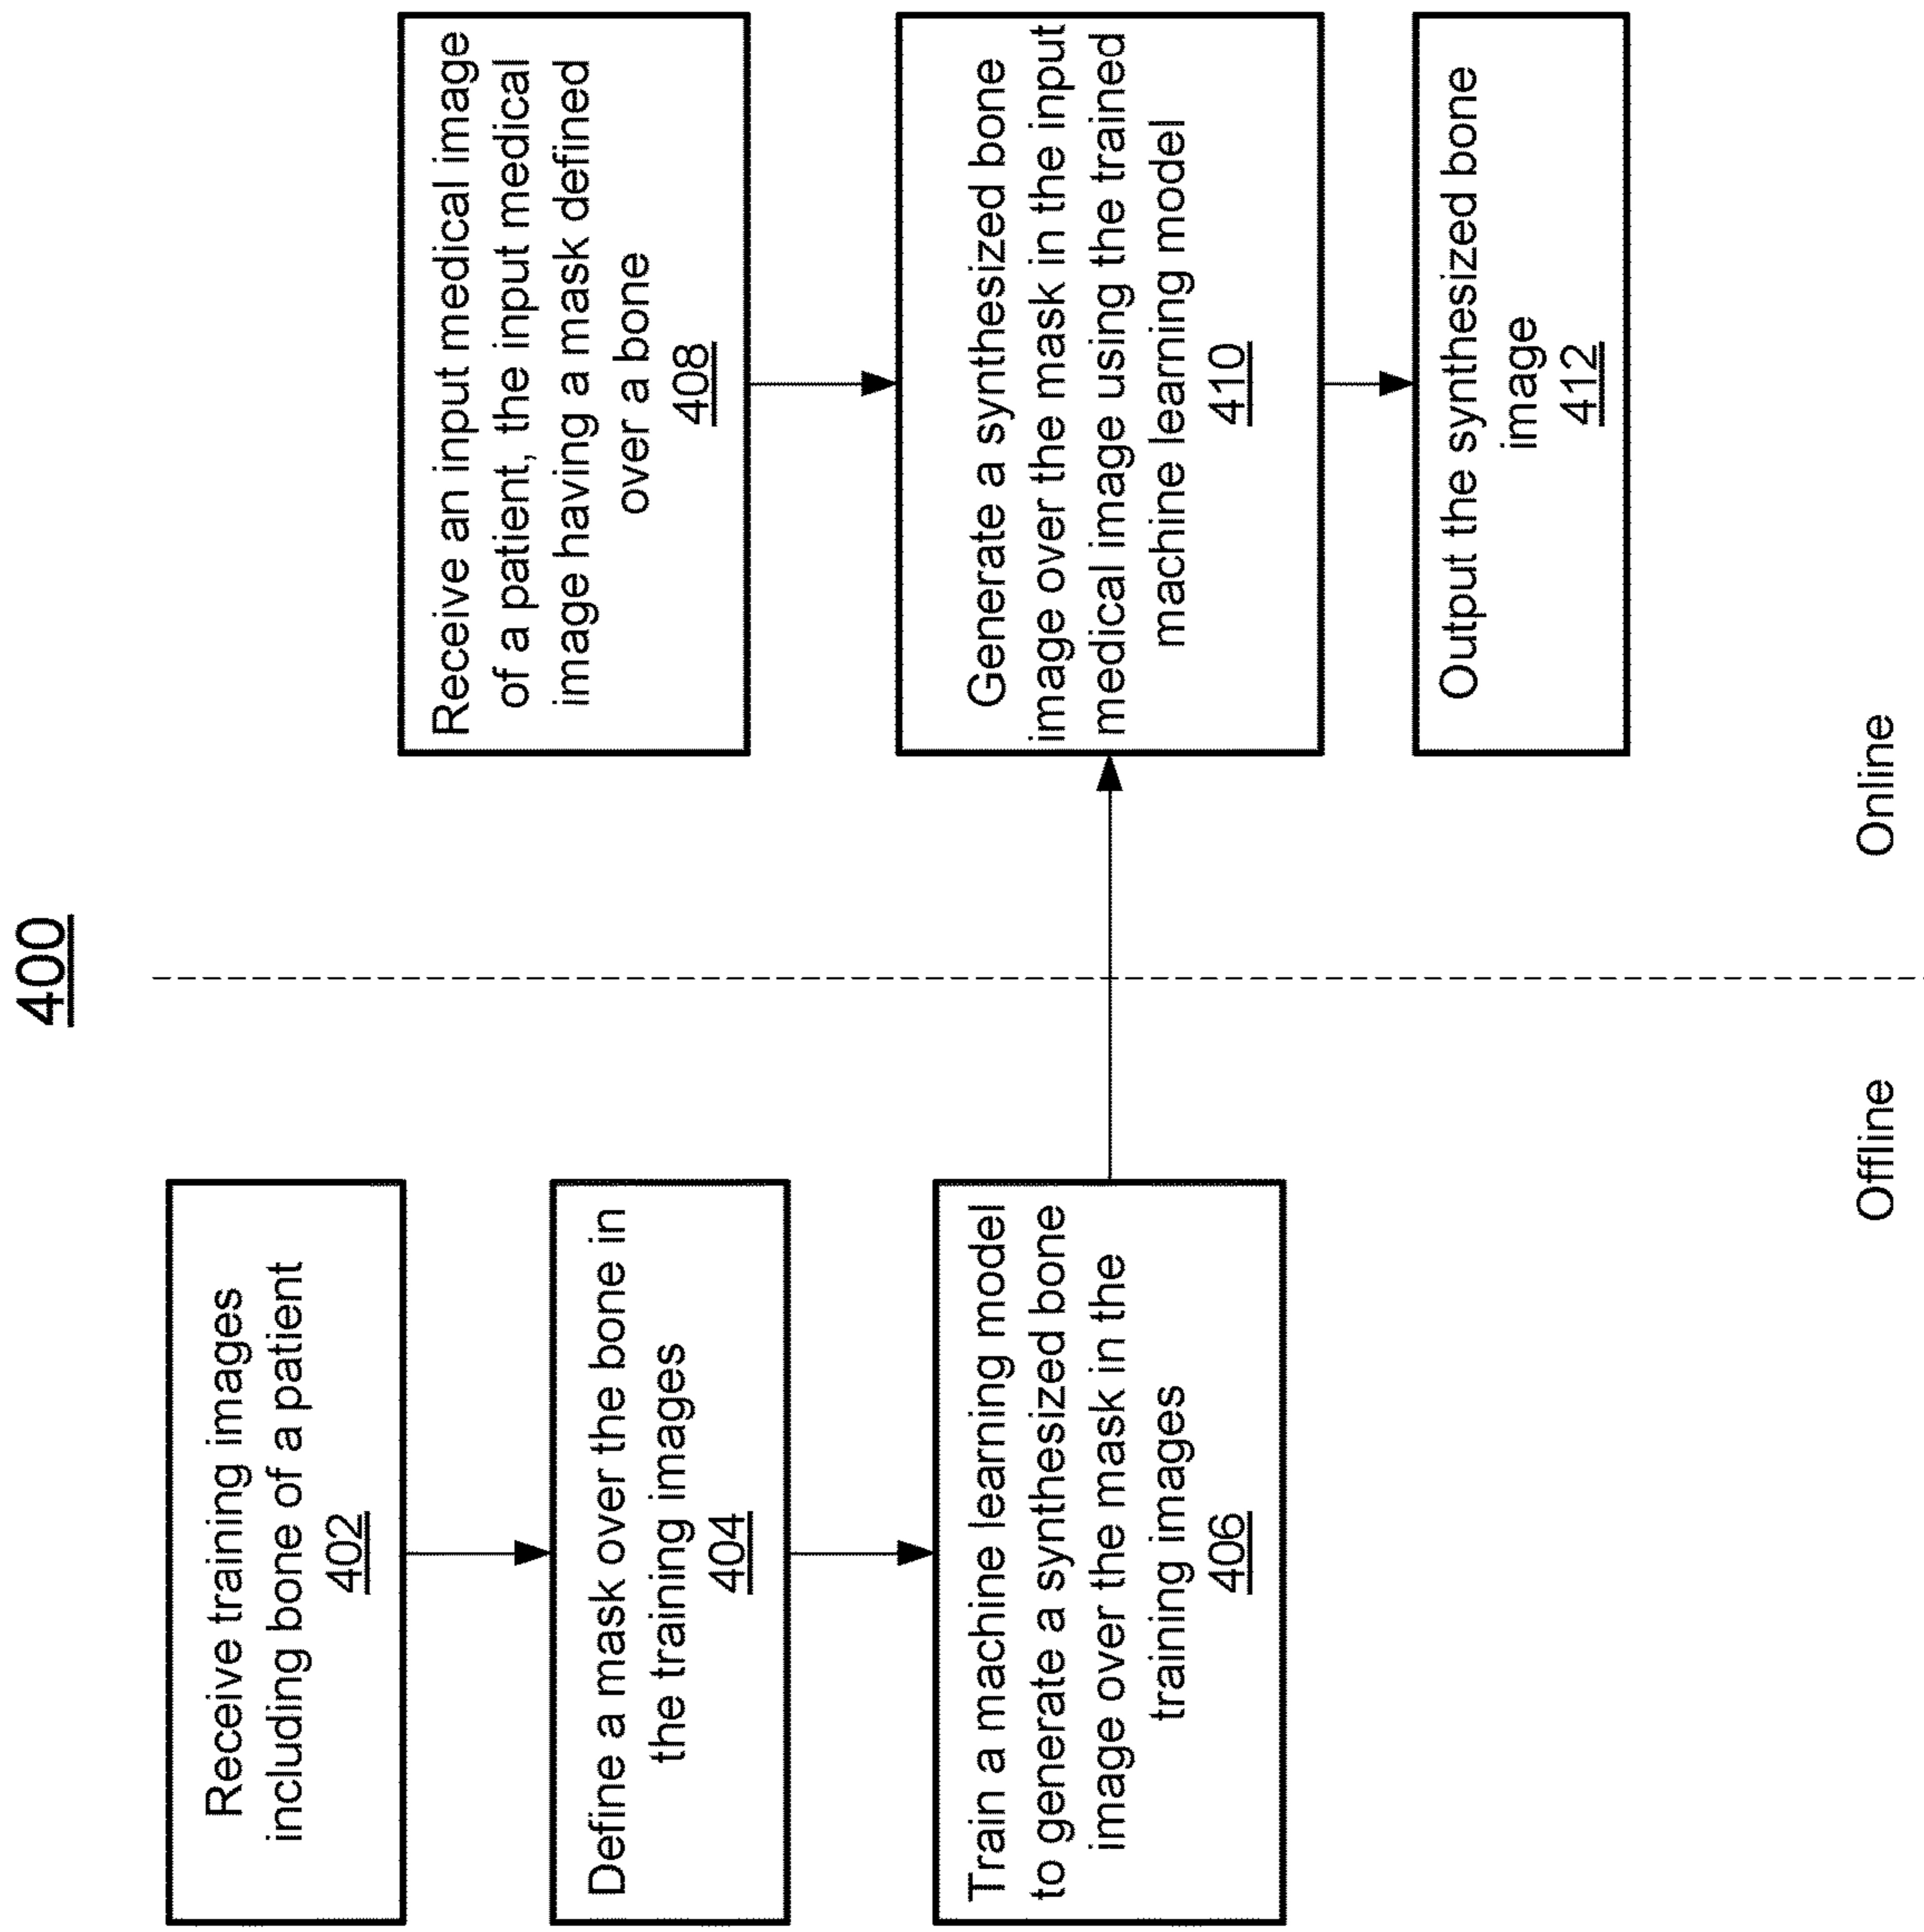 400
Receive training images
including bone of a patient
402
Define a mask over the bone in
the training images
404
Train a machine learning model
to generate a synthesized bone
image over the mask in the
training images
406
Offline
Receive an input medical image
of a patient, the input medical
image having a mask defined
over a bone
408
Generate a synthesized bone
image over the mask in the input
medical image using the trained
machine learning model
410
Output the synthesized bone
image
412
Online